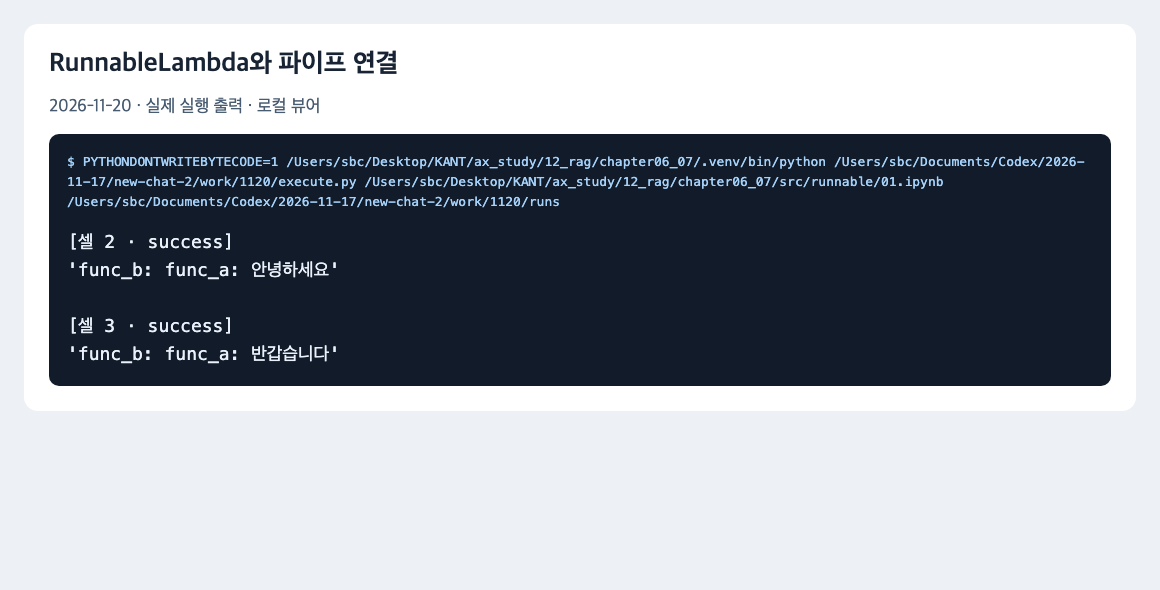 RunnableLambda와 파이프 연결
2026-11-20 · 실제 실행 출력 · 로컬 뷰어
$ PYTHONDONTWRITEBYTECODE=1 /Users/sbc/Desktop/KANT/ax_study/12_rag/chapter06_07/.venv/bin/python /Users/sbc/Documents/Codex/2026-
11-17/new-chat-2/work/1120/execute.py /Users/sbc/Desktop/KANT/ax_study/12_rag/chapter06_07/src/runnable/01.ipynb
/Users/sbc/Documents/Codex/2026-11-17/new-chat-2/work/1120/runs
[셀 2 · success]
'func_b: func_a: 안녕하세요'
[셀 3 · success]
'func_b: func_a: 반갑습니다'